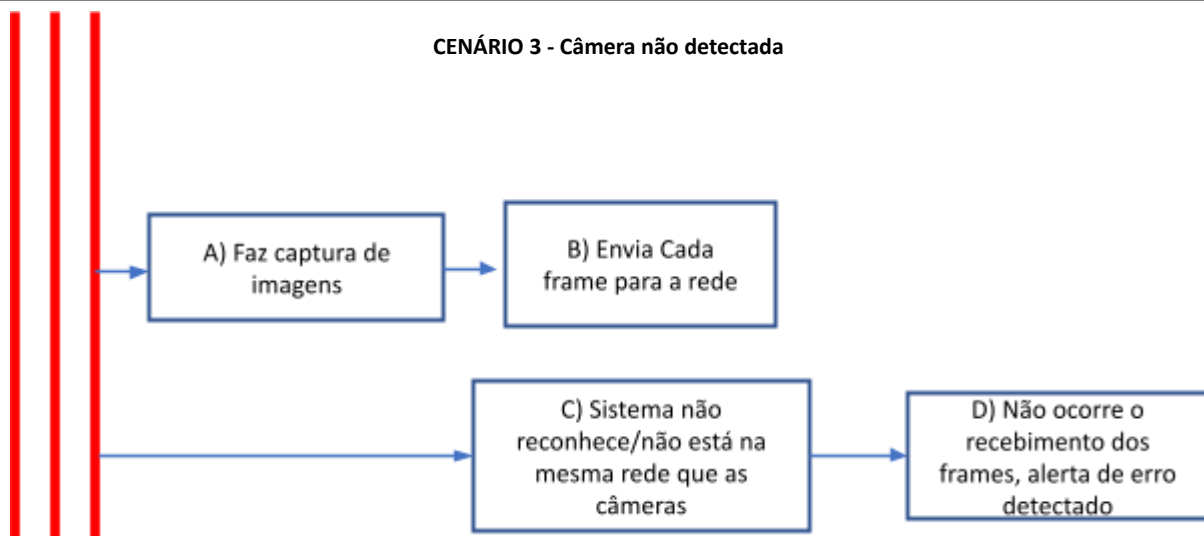 CENÁRIO 3 - Câmera não detectada
A) Faz captura de
imagens
B) Envia Cada
frame para a rede
C) Sistema não
reconhece/não está na
mesma rede que as
câmeras
D) Não ocorre o
recebimento dos
frames, alerta de erro
detectado